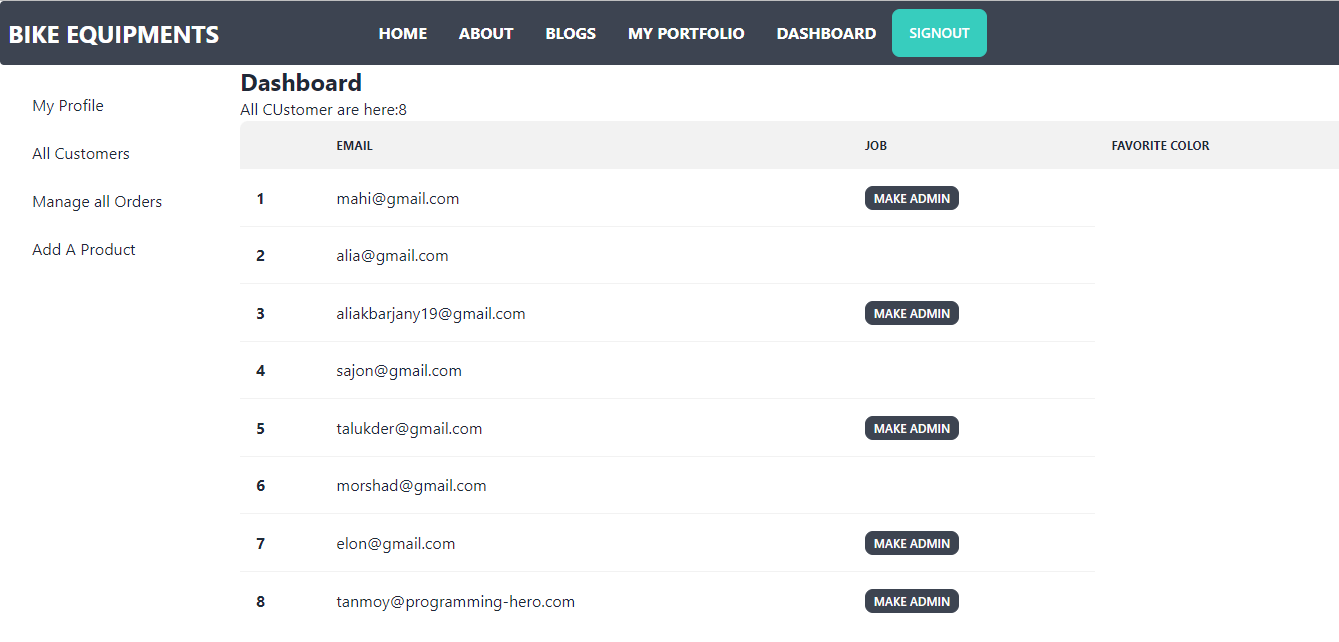 BIKE EQUIPMENTS HOME ABOUT BLOGS MY PORTFOLIO DASHBOARD SIGNOUT
My Profile
All Customers
Manage all Orders
Add A Product
Dashboard
All CUstomer are here:8
EMAIL JOB FAVORITE COLOR
1 mahi@gmail.com MAKE ADMIN
2 alia@gmail.com
3 aliakbarjany19@gmail.com MAKE ADMIN
4 sajon@gmail.com
5 talukder@gmail.com MAKE ADMIN
6 morshad@gmail.com
7 elon@gmail.com MAKE ADMIN
8 tanmoy@programming-hero.com MAKE ADMIN